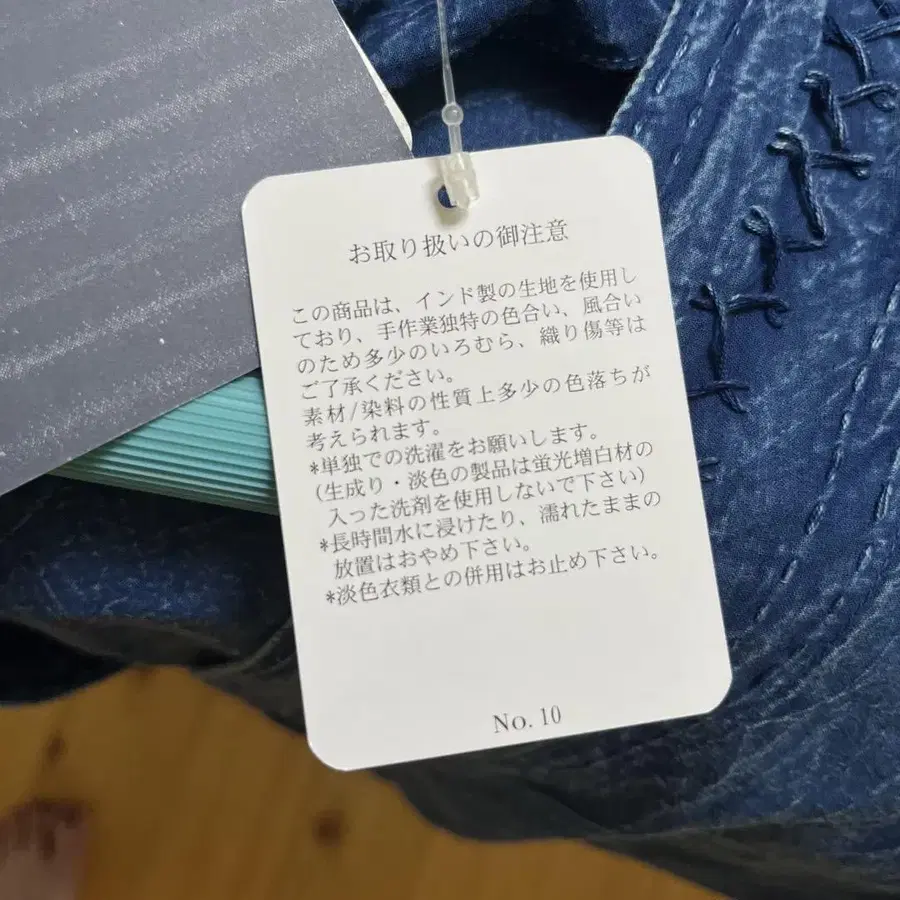 お取り扱いの御注意
この商品は、インド製の生地を使用し
ており、手作業独特の色合い、風合い
のため多少のいろむら、織り傷等は
ご了承ください。
素材/染料の性質上多少の色落ちが
考えられます。
*単独での洗濯をお願いします。
(生成り・淡色の製品は蛍光増白材の
入った洗剤を使用しないで下さい)
*長時間水に浸けたり、濡れたままの
放置はおやめ下さい。
*淡色衣類との併用はお止め下さい。
No. 10